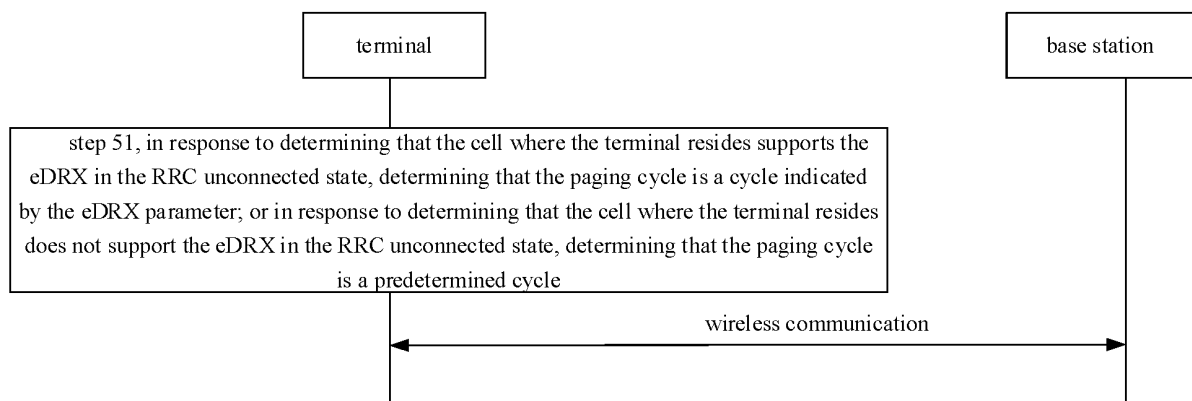 terminal
base station
step 51, in response to determining that the cell where the terminal resides supports the
eDRX in the RRC unconnected state, determining that the paging cycle is a cycle indicated
by the eDRX parameter; or in response to determining that the cell where the terminal resides
does not support the eDRX in the RRC unconnected state, determining that the paging cycle
is a predetermined cycle
wireless communication